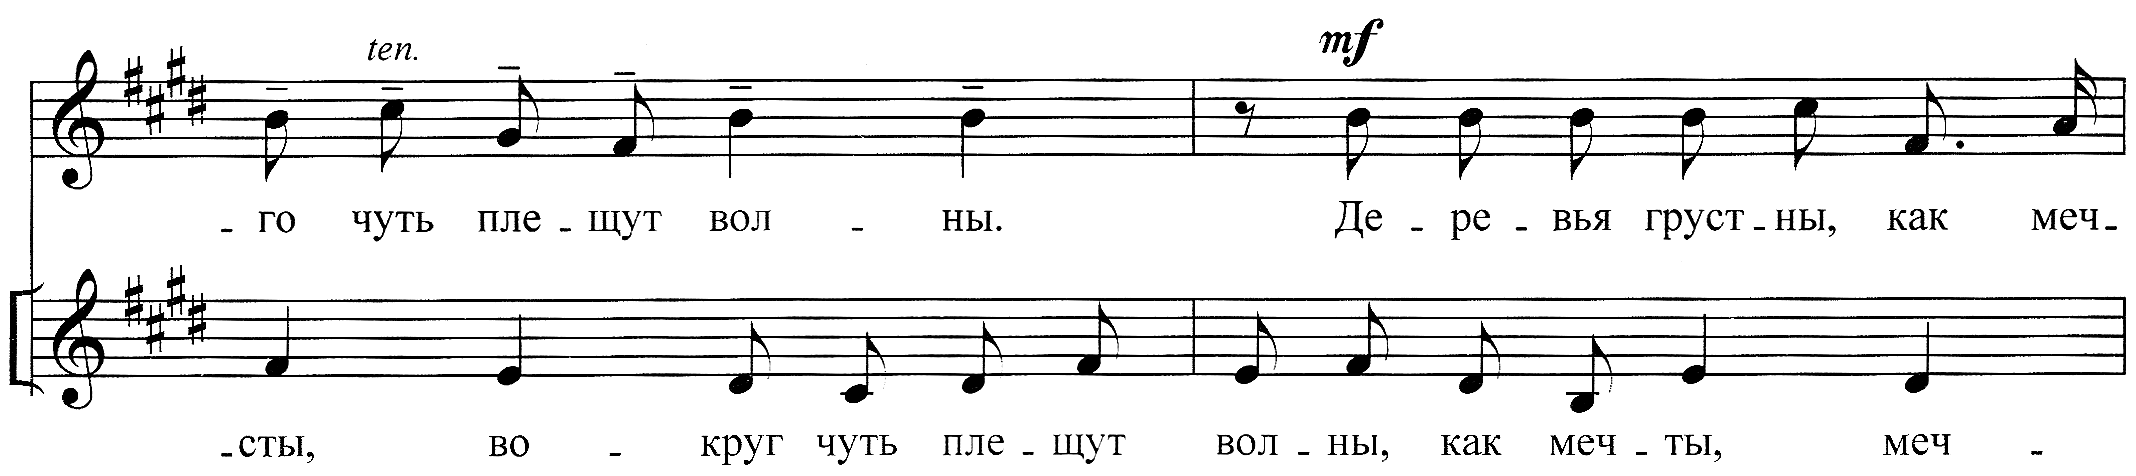 ten. mf
- го чуть пле - щут вол - ны. Де - ре - вья груст - ны, как меч -
- сты, во - круг чуть пле - щут вол - ны, как меч - ты, меч -